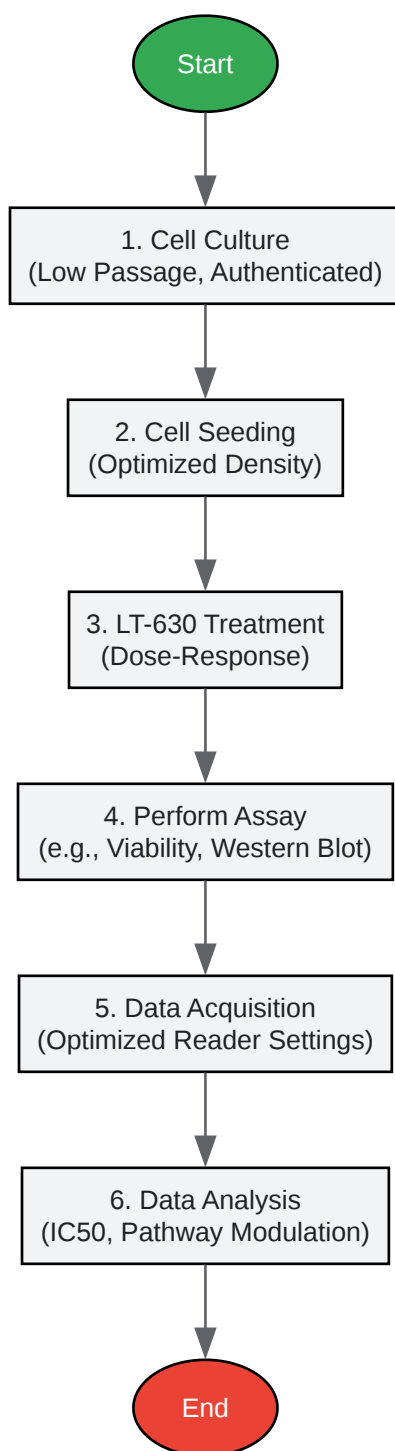 Start
1. Cell Culture
(Low Passage, Authenticated)
2. Cell Seeding
(Optimized Density)
3. LT-630 Treatment
(Dose-Response)
4. Perform Assay
(e.g., Viability, Western Blot)
5. Data Acquisition
(Optimized Reader Settings)
6. Data Analysis
(IC50, Pathway Modulation)
End